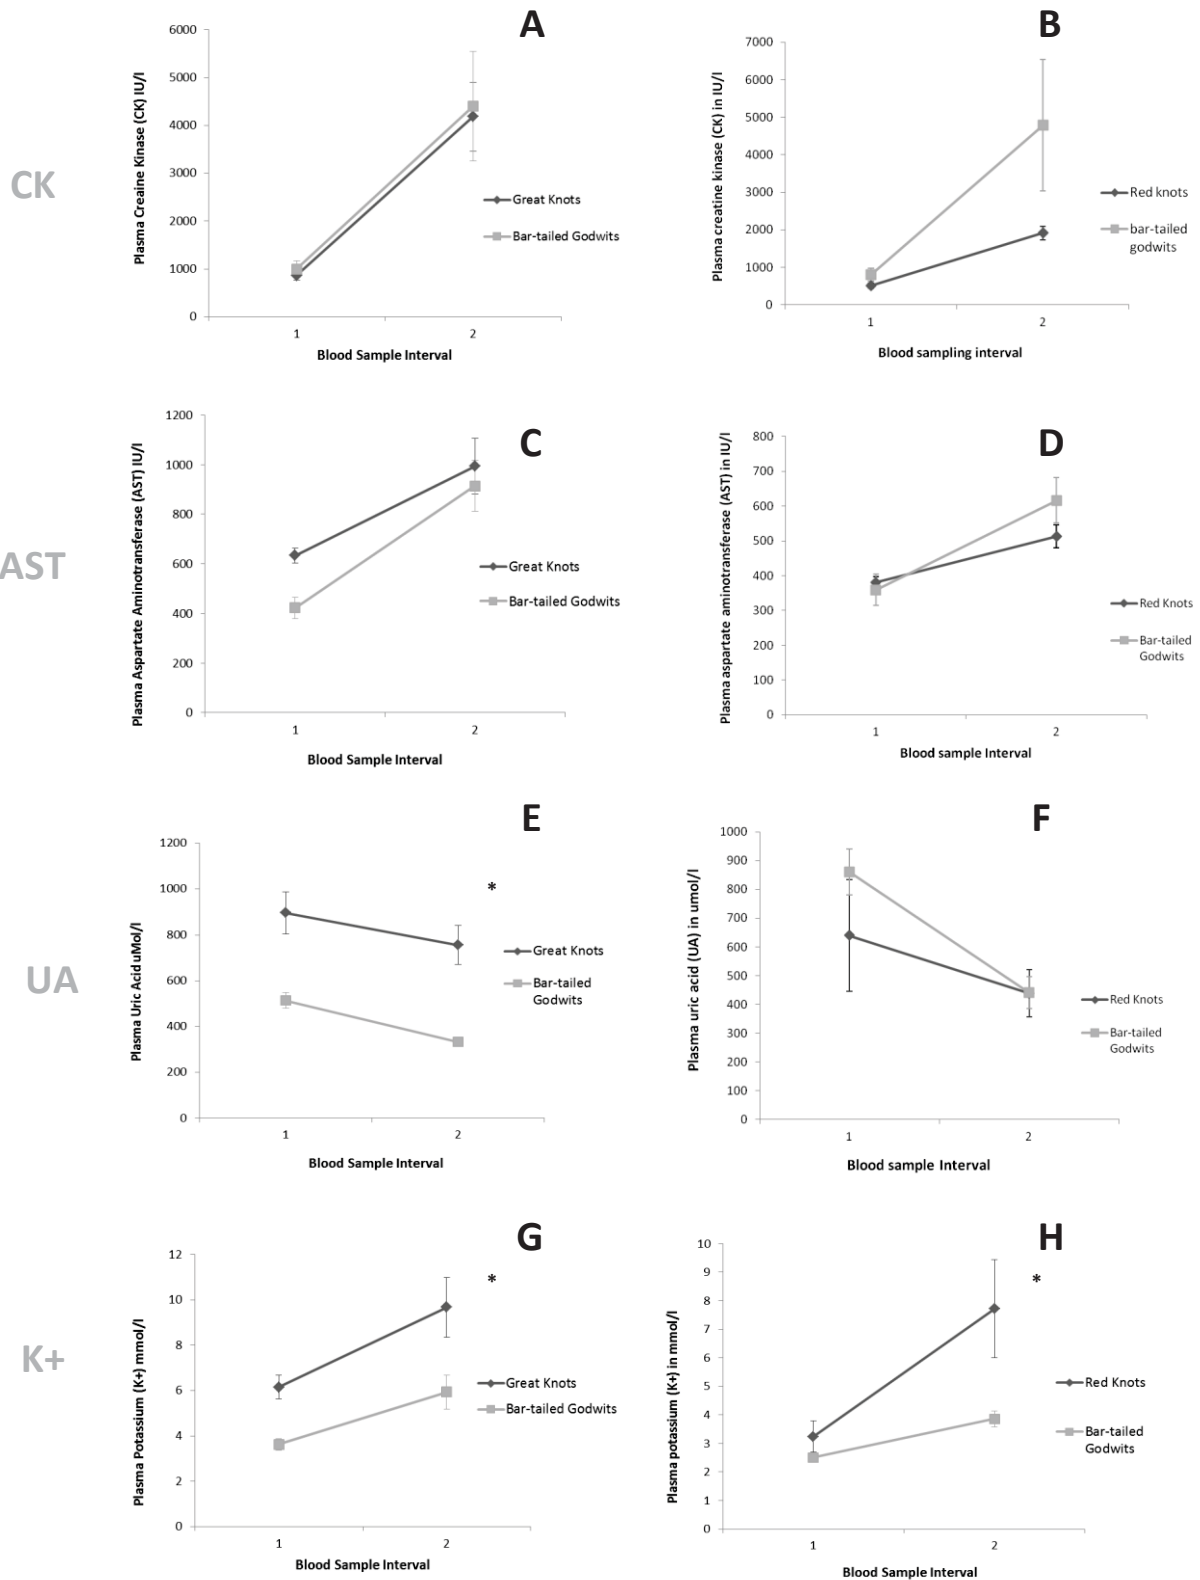 CK
A
Plasma Creaine Kinase (CK) IU/l
6000
5000
4000
3000
2000
1000
0
1
2
Blood Sample Interval
Great Knots
Bar-tailed Godwits
B
Plasma creatine kinase (CK) in IU/l
7000
6000
5000
4000
3000
2000
1000
0
1
2
Blood sampling interval
Red knots
bar-tailed
godwits
AST
C
Plasma Aspartate Aminotransferase (AST) IU/l
1200
1000
800
600
400
200
0
1
2
Blood Sample Interval
Great Knots
Bar-tailed Godwits
D
Plasma aspartate aminotransferase (AST) in IU/l
800
700
600
500
400
300
200
100
0
1
2
Blood sample Interval
Red Knots
Bar-tailed
Godwits
UA
E
Plasma Uric Acid uMol/l
1200
1000
800
600
400
200
0
1
2
Blood Sample Interval
*
Great Knots
Bar-tailed
Godwits
F
Plasma uric acid (UA) in umol/l
1000
900
800
700
600
500
400
300
200
100
0
1
2
Blood sample Interval
Red Knots
Bar-tailed
Godwits
K+
G
Plasma Potassium (K+) mmol/l
12
10
8
6
4
2
0
1
2
Blood Sample Interval
*
Great Knots
Bar-tailed Godwits
H
Plasma potassium (K+) in mmol/l
10
9
8
7
6
5
4
3
2
1
0
1
2
Blood Sample Interval
*
Red Knots
Bar-tailed
Godwits